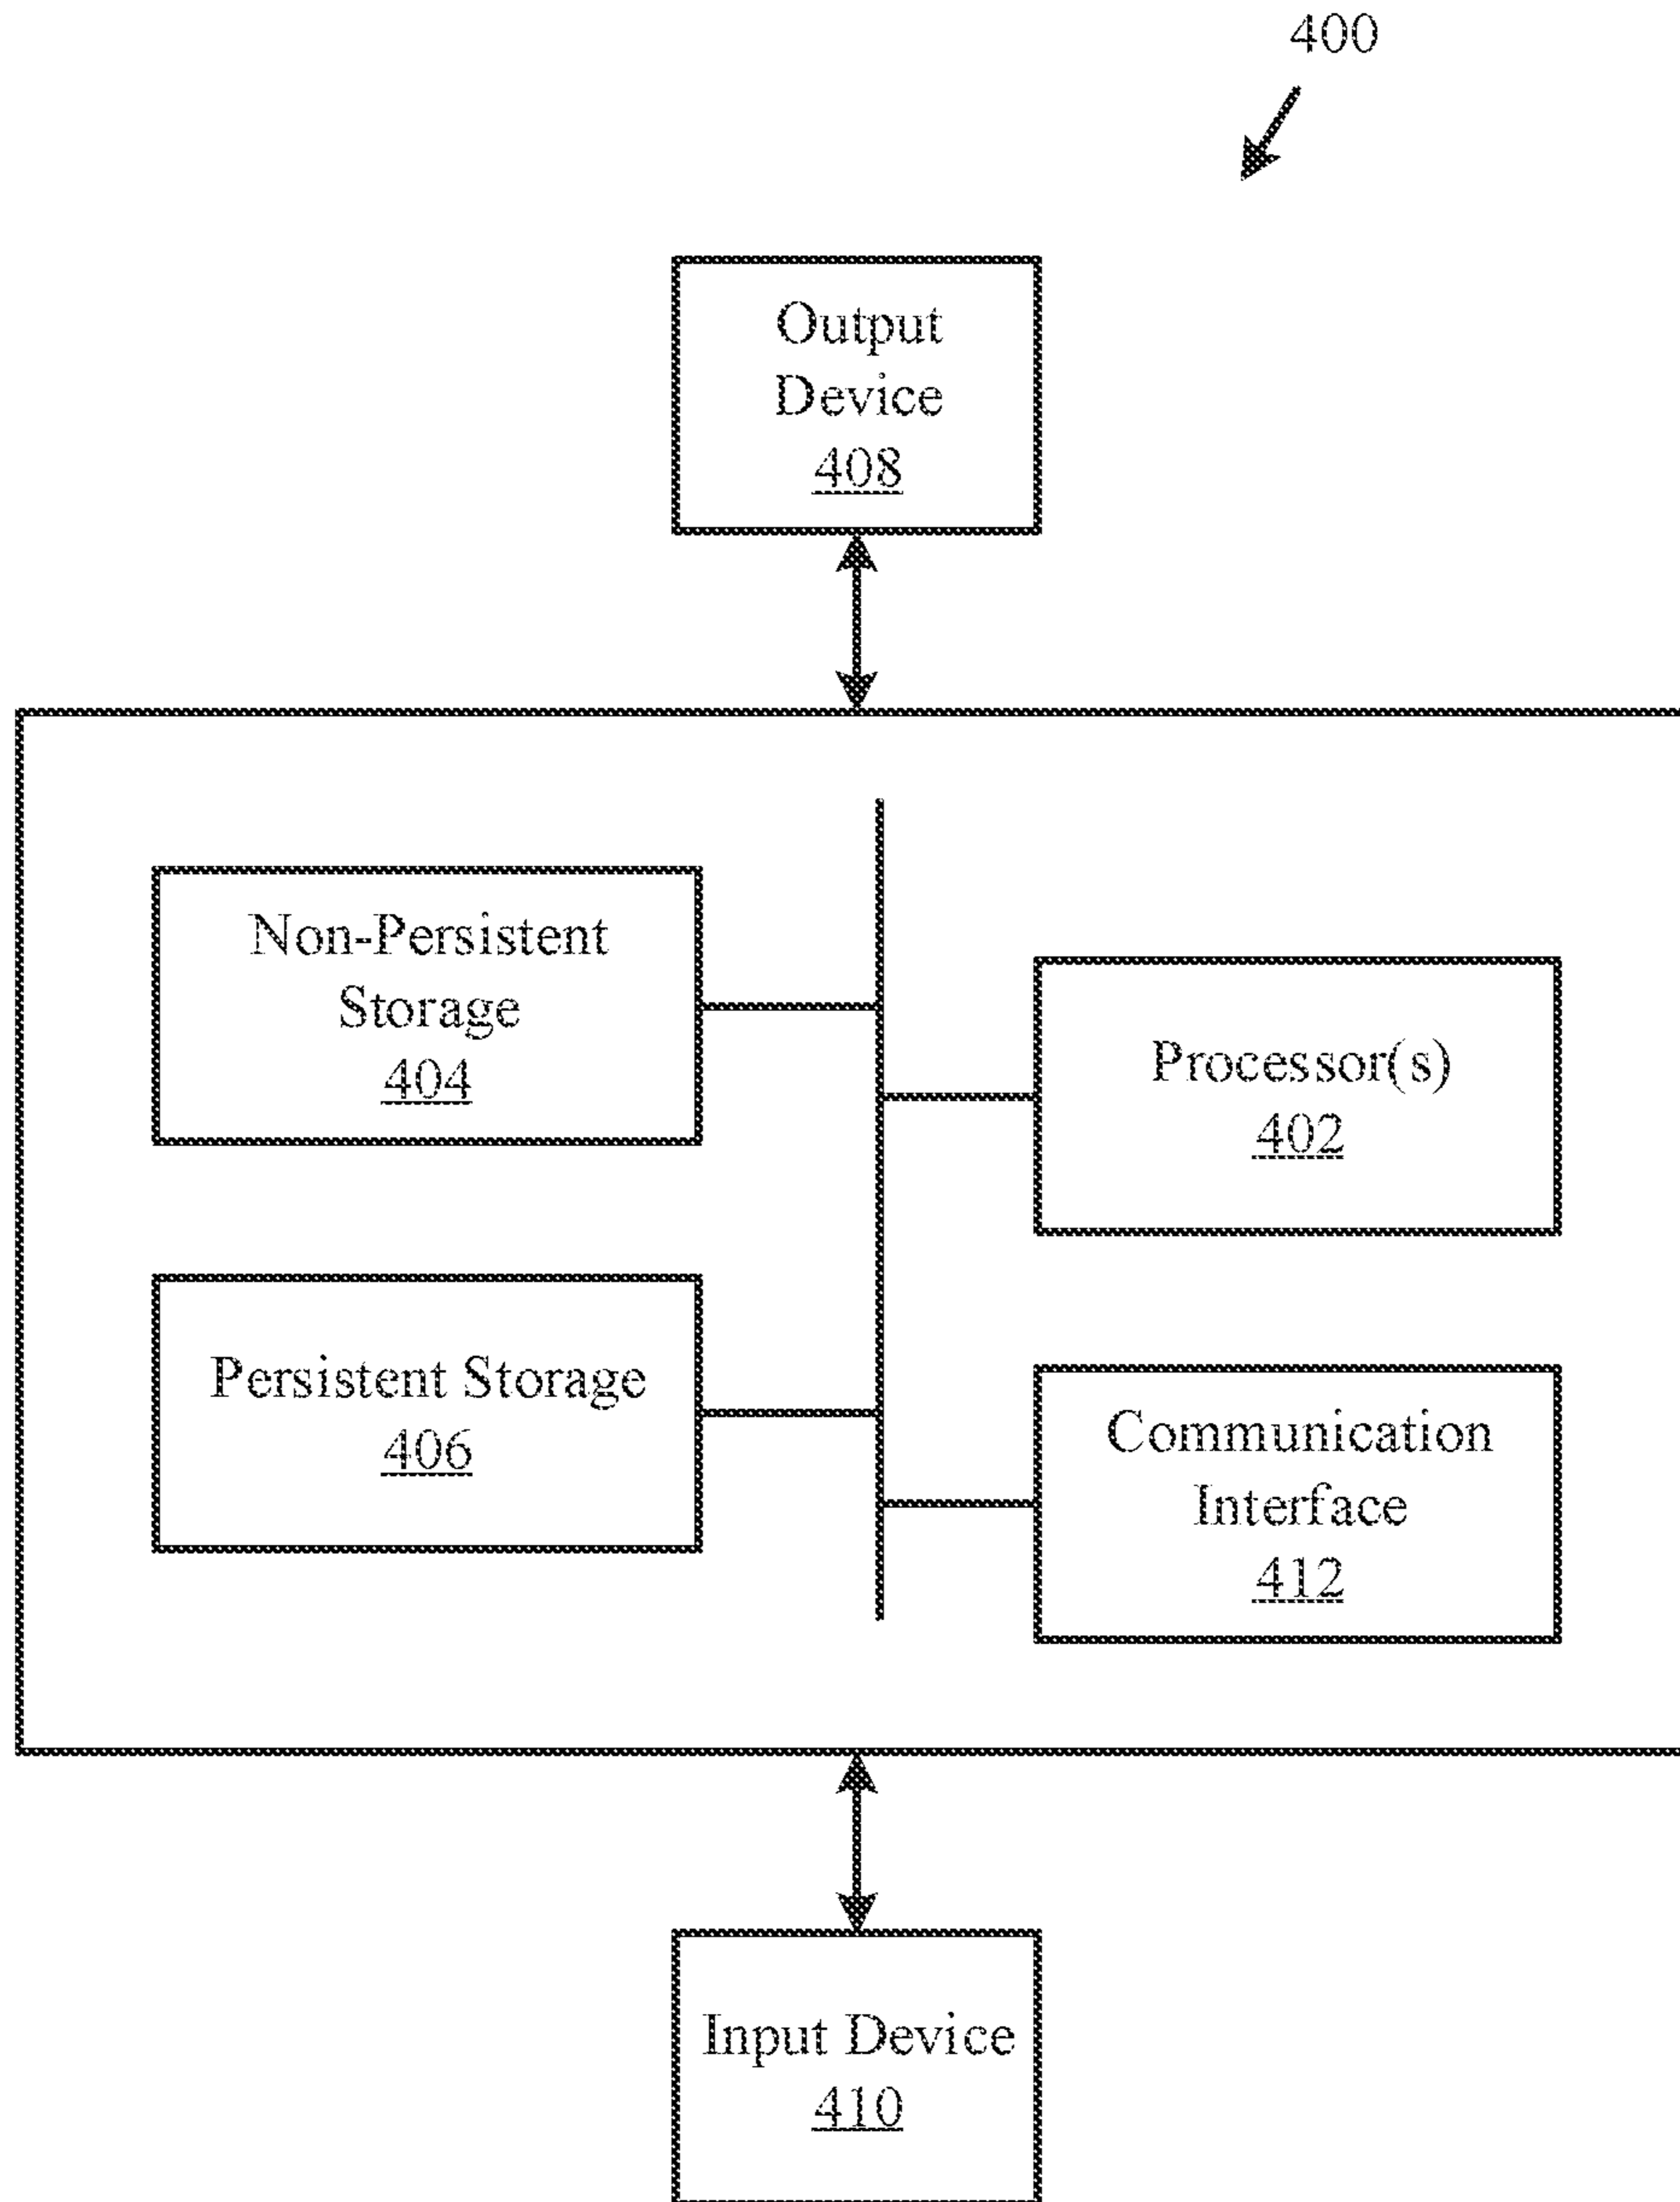 400
Output
Device
408
Non-Persistent
Storage
404
Processor(s)
402
Persistent Storage
406
Communication
Interface
412
Input Device
410